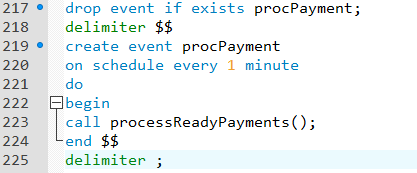 217 drop event if exists procPayment;
218 delimiter $$
219 create event procPayment
220 on schedule every 1 minute
221 do
222 begin
223 call processReadyPayments();
224 end $$
225 delimiter ;